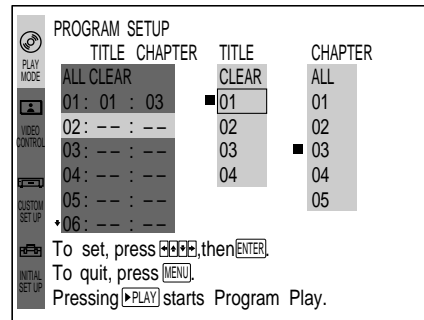 PROGRAM SETUP
TITLE CHAPTER TITLE CHAPTER
ALL CLEAR CLEAR ALL
01: 01 : 03 01 01
02: -- : -- 02 02
03: -- : -- 03 03
04: -- : -- 04 04
05: -- : -- 05
06: -- : --
PLAY MODE
VIDEO CONTROL
CUSTOM SET UP
INITIAL SET UP
To set, press ,then ENTER.
To quit, press MENU.
Pressing PLAY starts Program Play.